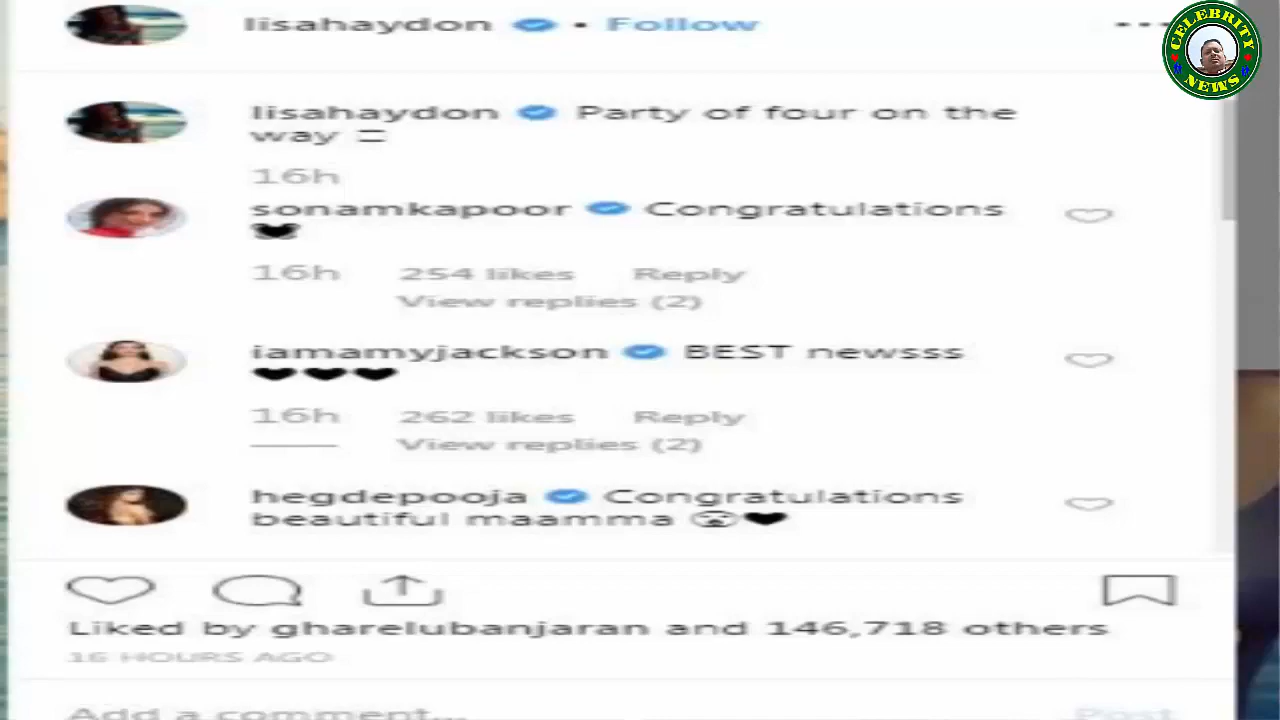 lisahaydon • Follow
CELEBRITY
NEWS
lisahaydon Party of four on the
way
16h
sonamkapoor Congratulations
❤
16h 254 likes Reply
View replies (2)
iamamyjackson BEST newsss
❤❤❤
16h 262 likes Reply
View replies (2)
hegdepooja Congratulations
beautiful maamma ❤
Liked by gharelubanjaran and 146,718 others
16 HOURS AGO
Add a comment... Post